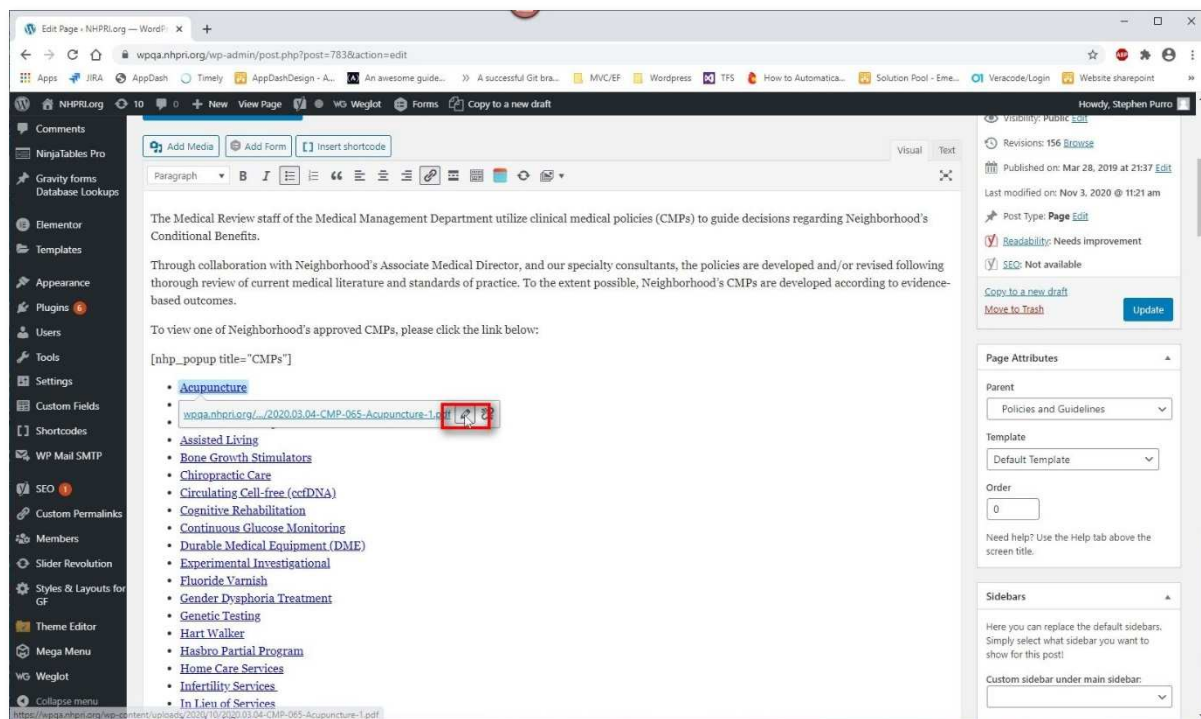 Edit Page ‹ NHPRI.org — WordP
wpqa.nhpri.org/wp-admin/post.php?post=783&action=edit
Apps JIRA AppDash Timely AppDashDesign - A... An awesome guide... A successful Git bra... MVC/EF Wordpress TFS How to Automatica... Solution Pool - Eme... Veracode/Login Website sharepoint »
NHPRI.org 10 0 + New View Page WG Weglot Forms Copy to a new draft Howdy, Stephen Purro
Comments
NinjaTables Pro
Gravity forms
Database Lookups
Elementor
Templates
Appearance
Plugins 6
Users
Tools
Settings
Custom Fields
[ ] Shortcodes
WP Mail SMTP
SEO 1
Custom Permalinks
Members
Slider Revolution
Styles & Layouts for
GF
Theme Editor
Mega Menu
WG Weglot
Collapse menu
Add Media Add Form [ ] Insert shortcode Visual Text
Paragraph B I
The Medical Review staff of the Medical Management Department utilize clinical medical policies (CMPs) to guide decisions regarding Neighborhood's
Conditional Benefits.
Through collaboration with Neighborhood's Associate Medical Director, and our specialty consultants, the policies are developed and/or revised following
thorough review of current medical literature and standards of practice. To the extent possible, Neighborhood's CMPs are developed according to evidence-
based outcomes.
To view one of Neighborhood's approved CMPs, please click the link below:
[nhp_popup title="CMPs"]
• Acupuncture
wpqa.nhpri.org/.../2020.03.04-CMP-065-Acupuncture-1.pdf
• Assisted Living
• Bone Growth Stimulators
• Chiropractic Care
• Circulating Cell-free (ccfDNA)
• Cognitive Rehabilitation
• Continuous Glucose Monitoring
• Durable Medical Equipment (DME)
• Experimental Investigational
• Fluoride Varnish
• Gender Dysphoria Treatment
• Genetic Testing
• Hart Walker
• Hasbro Partial Program
• Home Care Services
• Infertility Services
• In Lieu of Services
https://wpqa.nhpri.org/wp-content/uploads/2020/10/2020.03.04-CMP-065-Acupuncture-1.pdf
Visibility: Public Edit
Revisions: 156 Browse
Published on: Mar 28, 2019 at 21:37 Edit
Last modified on: Nov 3, 2020 @ 11:21 am
Post Type: Page Edit
Readability: Needs improvement
SEO: Not available
Copy to a new draft
Move to Trash Update
Page Attributes
Parent
Policies and Guidelines
Template
Default Template
Order
0
Need help? Use the Help tab above the
screen title.
Sidebars
Here you can replace the default sidebars.
Simply select what sidebar you want to
show for this post!
Custom sidebar under main sidebar: